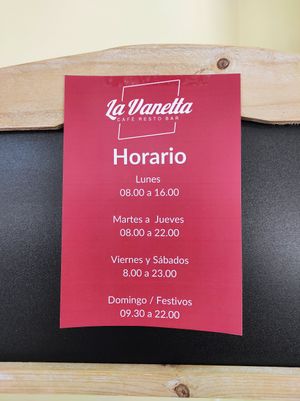 La Vanetta
CAFÉ RESTO BAR
Horario
Lunes
08.00 a 16.00
Martes a Jueves
08.00 a 22.00
Viernes y Sábados
8.00 a 23.00
Domingo / Festivos
09.30 a 22.00